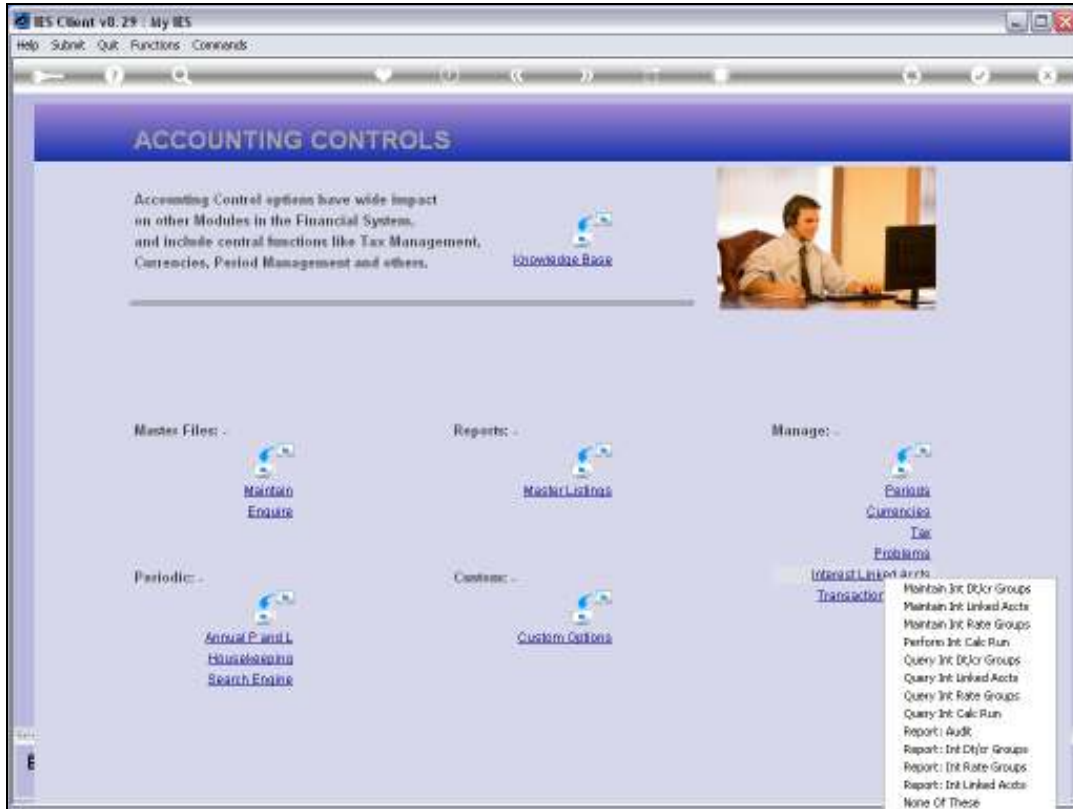 IES Client v8.29 : My IES
Help Submit Quit Functions Commands
ACCOUNTING CONTROLS
Accounting Control options have wide impact
on other Modules in the Financial System,
and include central functions like Tax Management,
Currencies, Period Management and others.
Knowledge Base
Master Files: -
Maintain
Enquire
Reports: -
Master Listings
Manage: -
Periods
Currencies
Tax
Problems
Interest Linked Accts
Transaction
Periodic: -
Annual P and L
Housekeeping
Search Engine
Custom: -
Custom Options
Maintain Int Dt/cr Groups
Maintain Int Linked Accts
Maintain Int Rate Groups
Perform Int Calc Run
Query Int Dt/cr Groups
Query Int Linked Accts
Query Int Rate Groups
Query Int Calc Run
Report: Audit
Report: Int Dt/cr Groups
Report: Int Rate Groups
Report: Int Linked Accts
None Of These